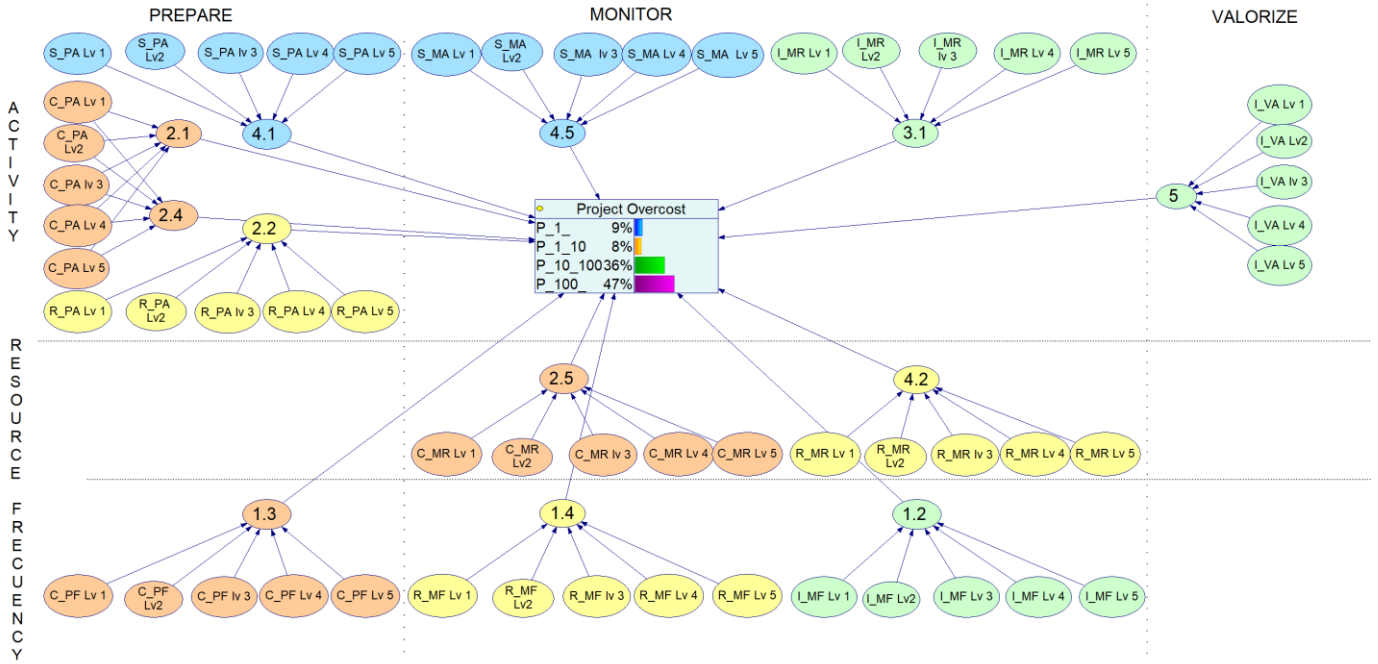 PREPARE
MONITOR
VALORIZE
ACTIVITY
S_PA Lv 1
S_PA
Lv2
S_PA lv 3
S_PA Lv 4
S_PA Lv 5
S_MA Lv 1
S_MA
Lv2
S_MA lv 3
S_MA Lv 4
S_MA Lv 5
I_MR Lv 1
I_MR
Lv2
I_MR
lv 3
I_MR Lv 4
I_MR Lv 5
C_PA Lv 1
C_PA
Lv2
C_PA lv 3
C_PA Lv 4
C_PA Lv 5
2.1
4.1
4.5
3.1
2.4
2.2
5
I_VA Lv 1
I_VA Lv2
I_VA lv 3
I_VA Lv 4
I_VA Lv 5
Project Overcost
P_1_ 9%
P_1_10 8%
P_10_100 36%
P_100_ 47%
R_PA Lv 1
R_PA
Lv2
R_PA lv 3
R_PA Lv 4
R_PA Lv 5
RESOURCE
2.5
4.2
C_MR Lv 1
C_MR
Lv2
C_MR lv 3
C_MR Lv 4
C_MR Lv 5
R_MR Lv 1
R_MR
Lv2
R_MR lv 3
R_MR Lv 4
R_MR Lv 5
FRECUENCY
1.3
1.4
1.2
C_PF Lv 1
C_PF
Lv2
C_PF lv 3
C_PF Lv 4
C_PF Lv 5
R_MF Lv 1
R_MF
Lv2
R_MF lv 3
R_MF Lv 4
R_MF Lv 5
I_MF Lv 1
I_MF Lv2
I_MF Lv 3
I_MF Lv 4
I_MF Lv 5